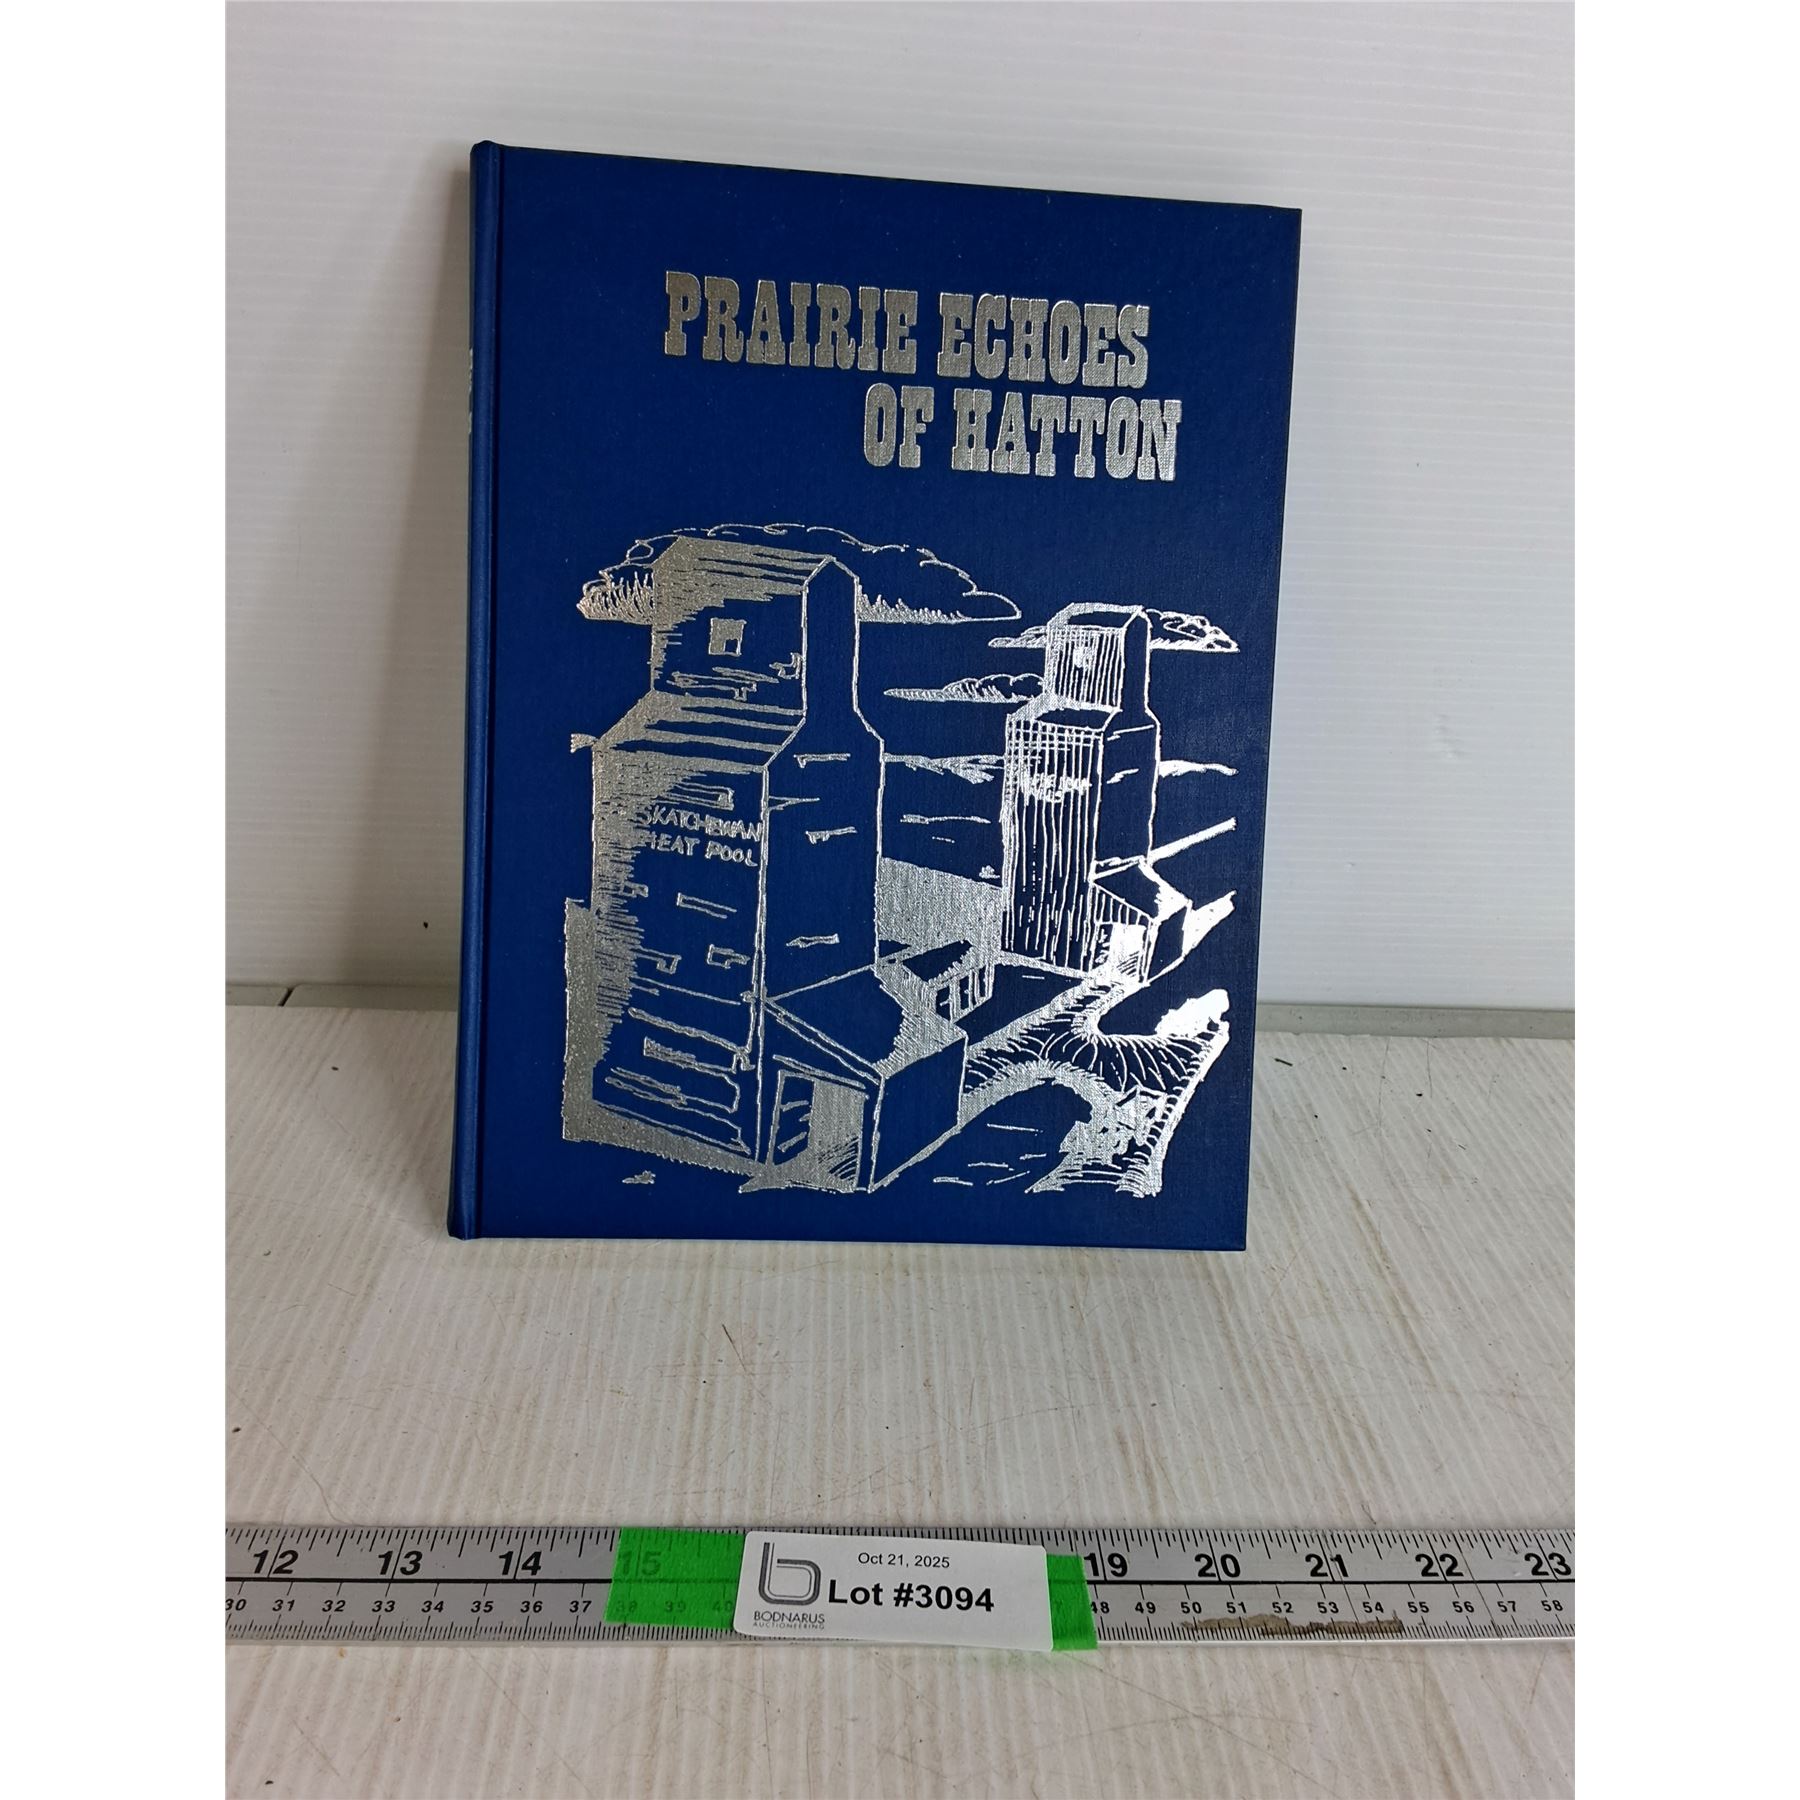 PRAIRIE ECHOES
OF HATTON
SKATCHEWAN
HEAT POOL
12 13 14 15 19 20 21 22 23
30 31 32 33 34 35 36 37 38 39 40 48 49 50 51 52 53 54 55 56 57 58
Oct 21, 2025
Lot #3094
BODNARUS
AUCTIONEERING